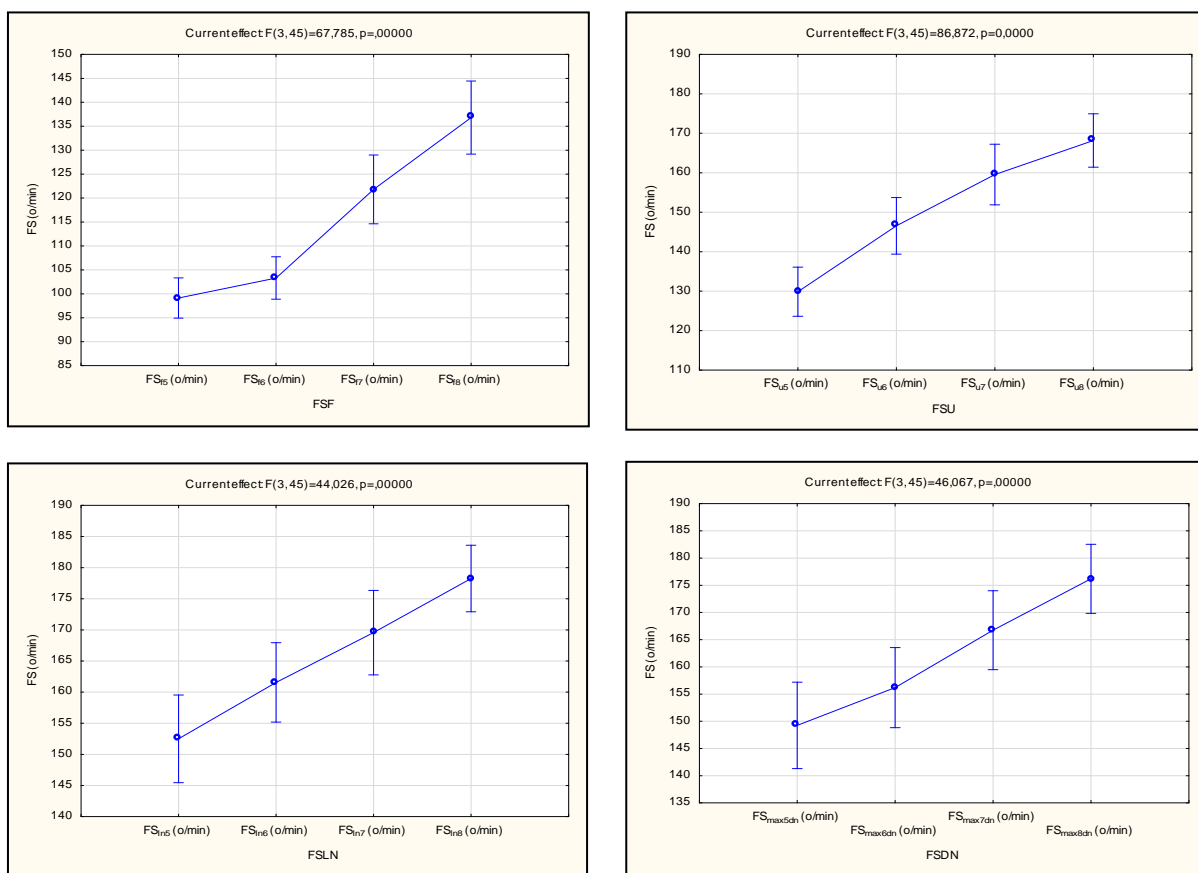 Current effect: F(3, 45)=67,785, p=,00000
150
145
140
135
130
125
120
115
110
105
100
95
90
85
FS (o/min)
FSf5 (o/min) FSf6 (o/min) FSf7 (o/min) FSf8 (o/min)
FSF
Current effect: F(3, 45)=86,872, p=0,0000
190
180
170
160
150
140
130
120
110
FS (o/min)
FSu5 (o/min) FSu6 (o/min) FSu7 (o/min) FSu8 (o/min)
FSU
Current effect: F(3, 45)=44,026, p=,00000
190
185
180
175
170
165
160
155
150
145
140
FS (o/min)
FSln5 (o/min) FSln6 (o/min) FSln7 (o/min) FSln8 (o/min)
FSLN
Current effect: F(3, 45)=46,067, p=,00000
190
185
180
175
170
165
160
155
150
145
140
135
FS (o/min)
FSmax5dn (o/min) FSmax7dn (o/min)
FSmax6dn (o/min) FSmax8dn (o/min)
FSDN